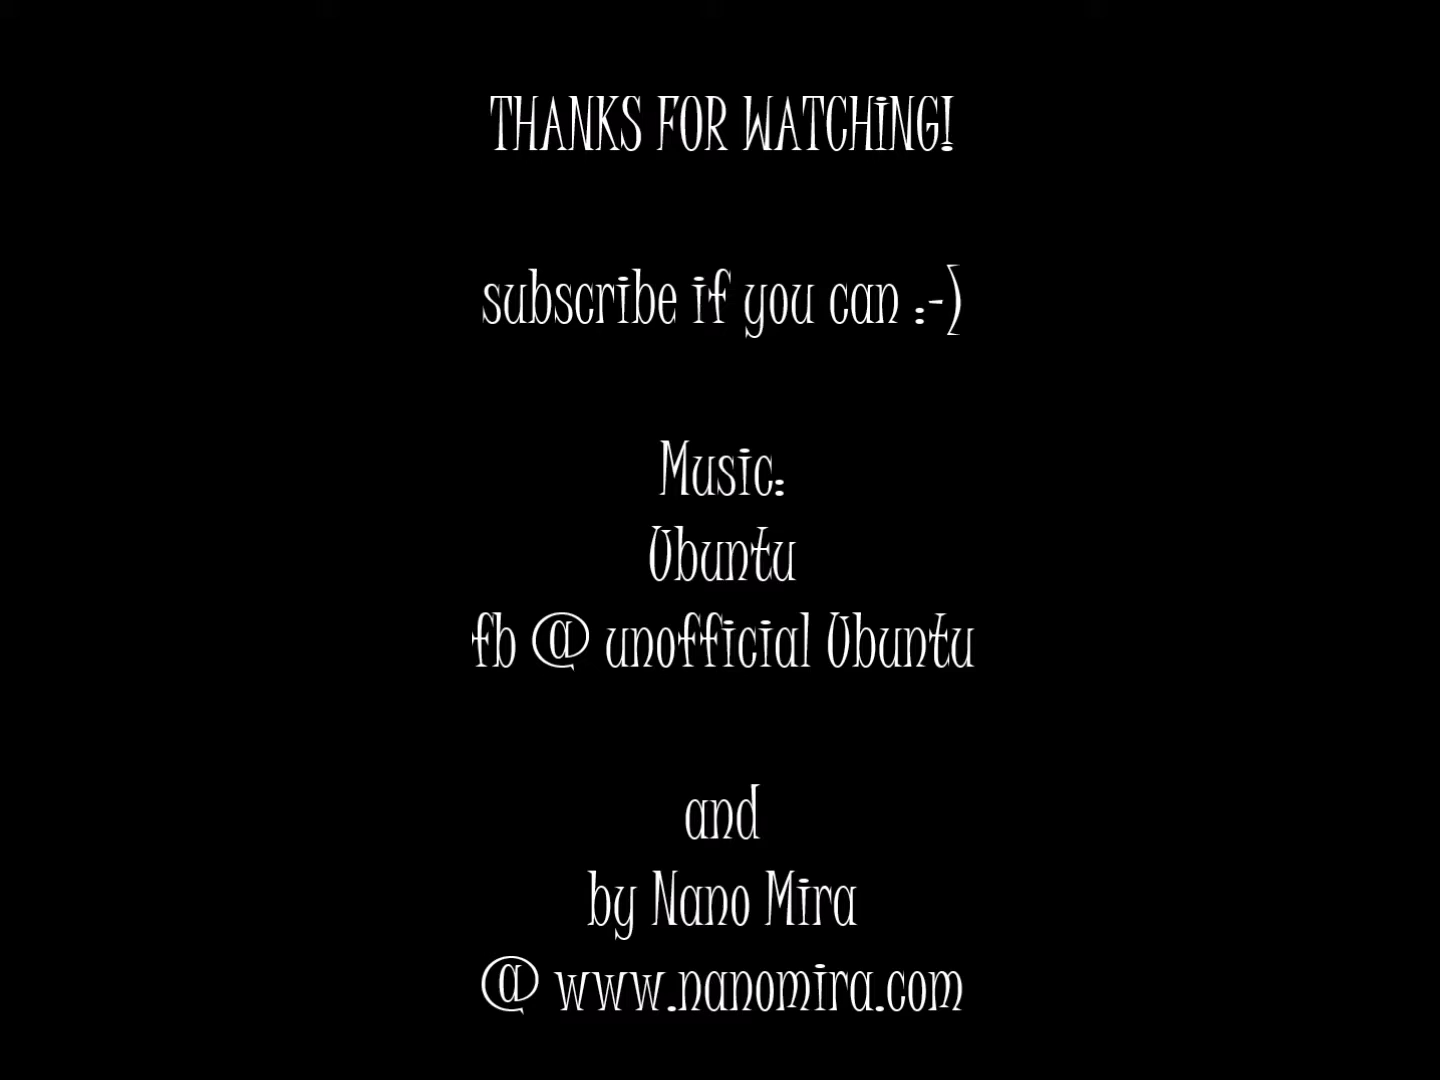 THANKS FOR WATCHING!
subscribe if you can :-)
Music:
Ubuntu
fb @ unofficial Ubuntu
and
by Nano Mira
@ www.nanomira.com